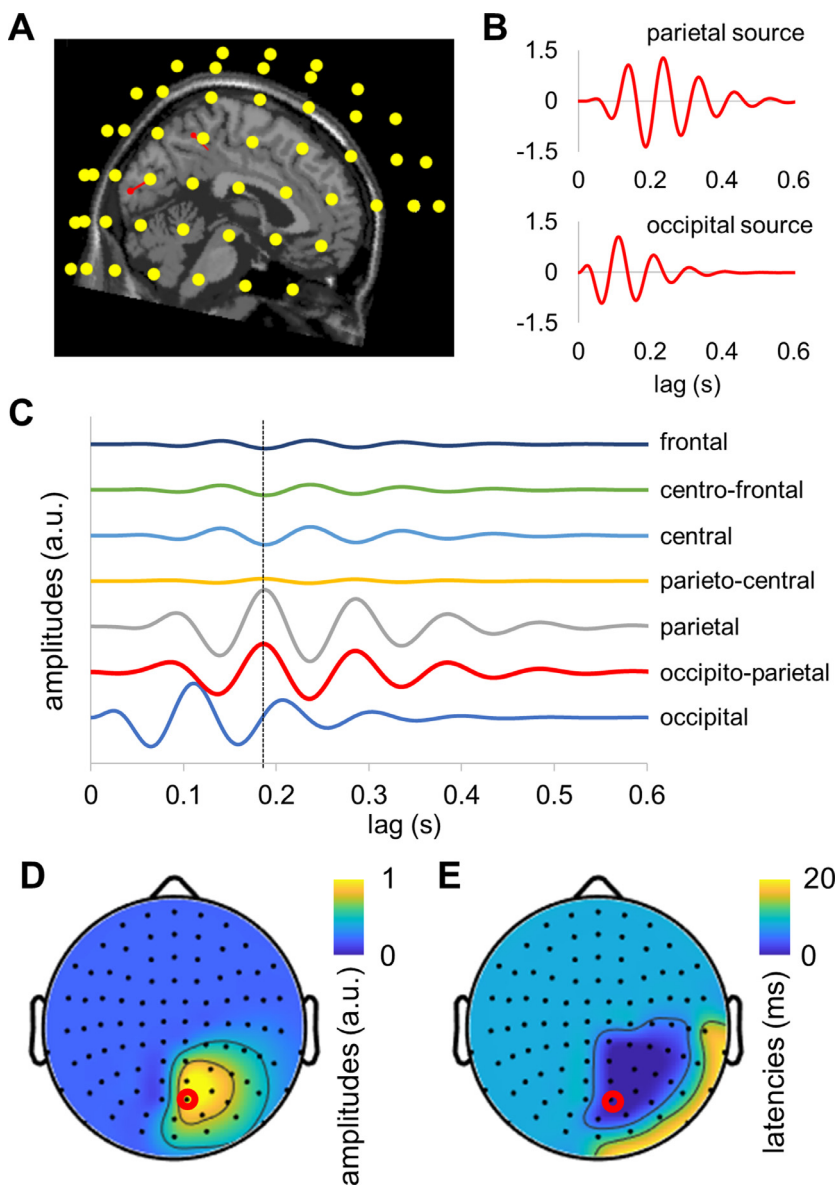 A
B
parietal source
1.5
0
-1.5
0 0.2 0.4 0.6
occipital source
1.5
0
-1.5
0 0.2 0.4 0.6
lag (s)
C
amplitudes (a.u.)
frontal
centro-frontal
central
parieto-central
parietal
occipito-parietal
occipital
0 0.1 0.2 0.3 0.4 0.5 0.6
lag (s)
D
1
0
amplitudes (a.u.)
E
20
0
latencies (ms)